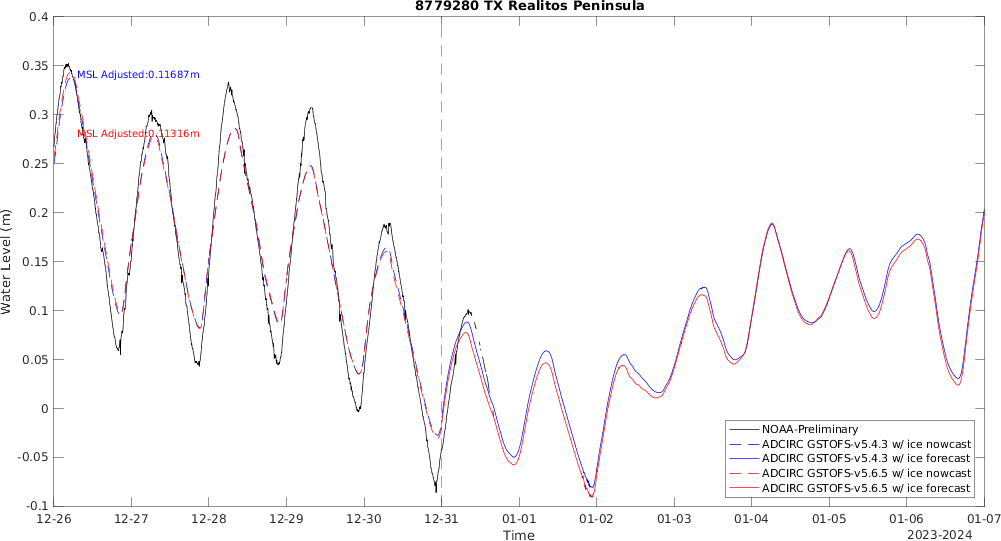 8779280 TX Realitos Peninsula
0.4
0.35
0.3
0.25
0.2
0.15
0.1
0.05
0
-0.05
-0.1
Water Level (m)
MSL Adjusted:0.11687m
MSL Adjusted:0.11316m
NOAA-Preliminary
ADCIRC GSTOFS-v5.4.3 w/ ice nowcast
ADCIRC GSTOFS-v5.4.3 w/ ice forecast
ADCIRC GSTOFS-v5.6.5 w/ ice nowcast
ADCIRC GSTOFS-v5.6.5 w/ ice forecast
12-26 12-27 12-28 12-29 12-30 12-31 01-01 01-02 01-03 01-04 01-05 01-06 01-07
Time
2023-2024